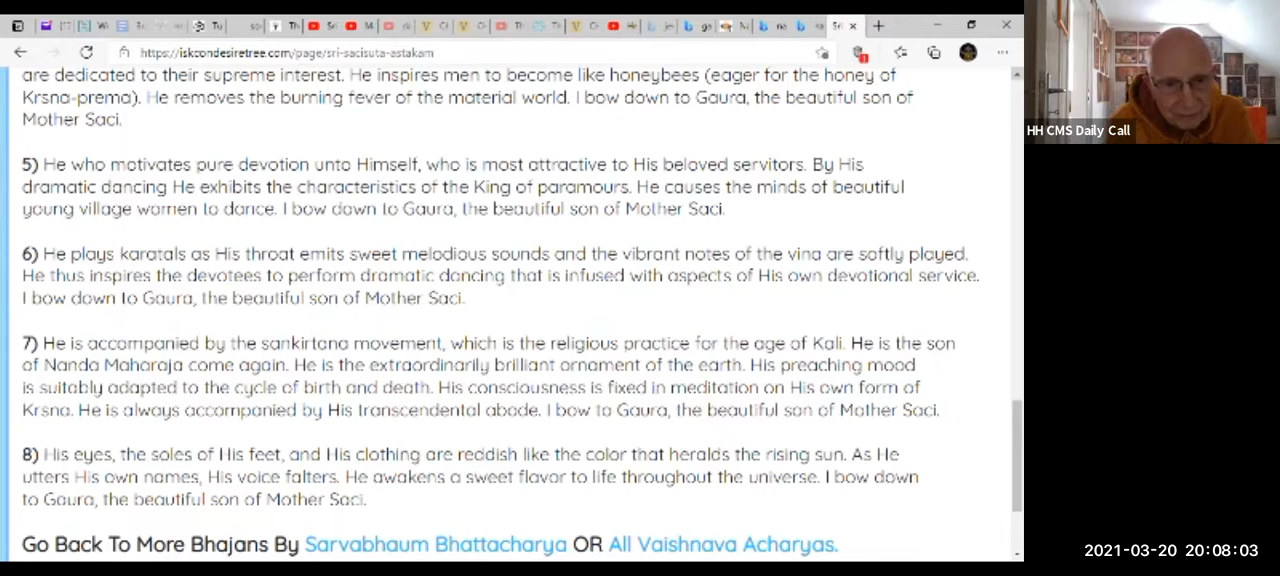 https://iskcondesiretree.com/page/sri-sacisuta-astakam
are dedicated to their supreme interest. He inspires men to become like honeybees (eager for the honey of
Krsna-prema). He removes the burning fever of the material world. I bow down to Gaura, the beautiful son of
Mother Saci.
5) He who motivates pure devotion unto Himself, who is most attractive to His beloved servitors. By His
dramatic dancing He exhibits the characteristics of the King of paramours. He causes the minds of beautiful
young village women to dance. I bow down to Gaura, the beautiful son of Mother Saci.
6) He plays karatals as His throat emits sweet melodious sounds and the vibrant notes of the vina are softly played.
He thus inspires the devotees to perform dramatic dancing that is infused with aspects of His own devotional service.
I bow down to Gaura, the beautiful son of Mother Saci.
7) He is accompanied by the sankirtana movement, which is the religious practice for the age of Kali. He is the son
of Nanda Maharaja come again. He is the extraordinarily brilliant ornament of the earth. His preaching mood
is suitably adapted to the cycle of birth and death. His consciousness is fixed in meditation on His own form of
Krsna. He is always accompanied by His transcendental abode. I bow to Gaura, the beautiful son of Mother Saci.
8) His eyes, the soles of His feet, and His clothing are reddish like the color that heralds the rising sun. As He
utters His own names, His voice falters. He awakens a sweet flavor to life throughout the universe. I bow down
to Gaura, the beautiful son of Mother Saci.
Go Back To More Bhajans By Sarvabhaum Bhattacharya OR All Vaishnava Acharyas.
HH CMS Daily Call
2021-03-20 20:08:03